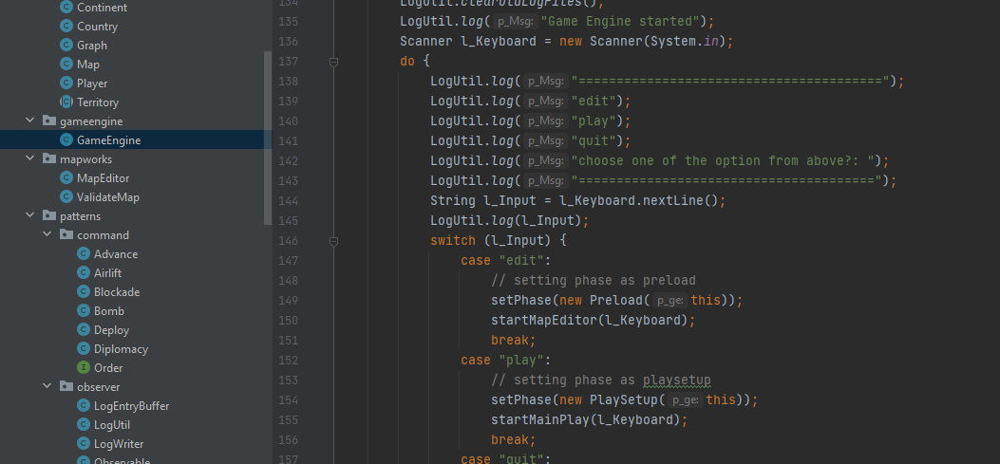 Continent
Country
Graph
Map
Player
Territory
gameengine
GameEngine
mapworks
MapEditor
ValidateMap
patterns
command
Advance
Airlift
Blockade
Bomb
Deploy
Diplomacy
Order
observer
LogEntryBuffer
LogUtil
LogWriter
Observable
134 LogUtil.clearOldLogFiles();
135 LogUtil.log( p_Msg: "Game Engine started");
136 Scanner l_Keyboard = new Scanner(System.in);
137 do {
138 LogUtil.log( p_Msg: "========================================");
139 LogUtil.log( p_Msg: "edit");
140 LogUtil.log( p_Msg: "play");
141 LogUtil.log( p_Msg: "quit");
142 LogUtil.log( p_Msg: "choose one of the option from above?: ");
143 LogUtil.log( p_Msg: "=======================================");
144 String l_Input = l_Keyboard.nextLine();
145 LogUtil.log(l_Input);
146 switch (l_Input) {
147 case "edit":
148 // setting phase as preload
149 setPhase(new Preload( p_ge: this));
150 startMapEditor(l_Keyboard);
151 break;
152 case "play":
153 // setting phase as playsetup
154 setPhase(new PlaySetup( p_ge: this));
155 startMainPlay(l_Keyboard);
156 break;
157 case "quit":